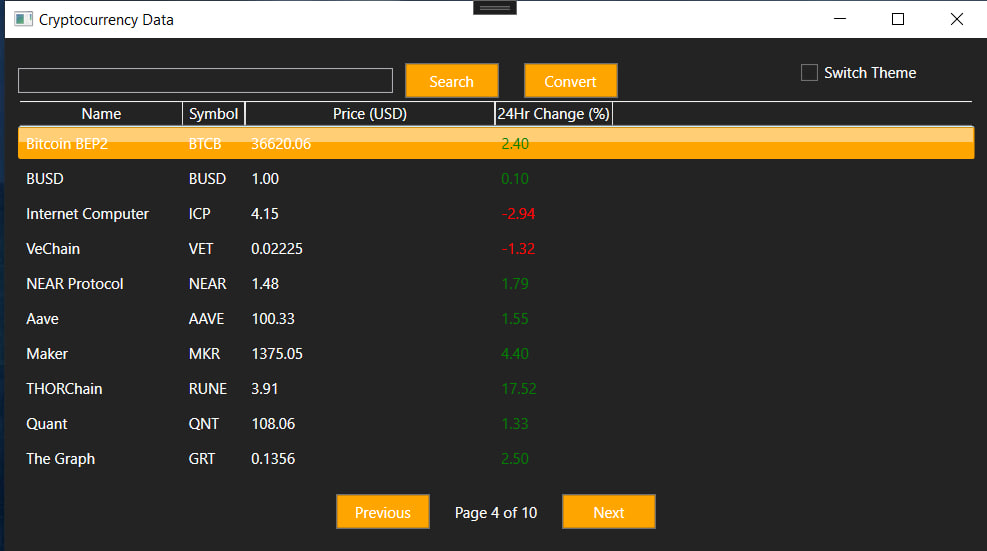 Cryptocurrency Data
Search Convert Switch Theme
Name Symbol Price (USD) 24Hr Change (%)
Bitcoin BEP2 BTCB 36620.06 2.40
BUSD BUSD 1.00 0.10
Internet Computer ICP 4.15 -2.94
VeChain VET 0.02225 -1.32
NEAR Protocol NEAR 1.48 1.79
Aave AAVE 100.33 1.55
Maker MKR 1375.05 4.40
THORChain RUNE 3.91 17.52
Quant QNT 108.06 1.33
The Graph GRT 0.1356 2.50
Previous Page 4 of 10 Next